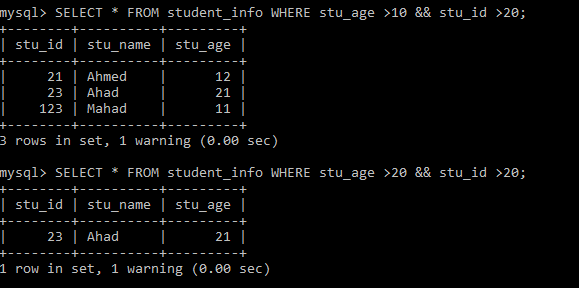 mysql> SELECT * FROM student_info WHERE stu_age >10 && stu_id >20;
+--------+----------+---------+
| stu_id | stu_name | stu_age |
+--------+----------+---------+
|     21 | Ahmed    |      12 |
|     23 | Ahad     |      21 |
|    123 | Mahad    |      11 |
+--------+----------+---------+
3 rows in set, 1 warning (0.00 sec)

mysql> SELECT * FROM student_info WHERE stu_age >20 && stu_id >20;
+--------+----------+---------+
| stu_id | stu_name | stu_age |
+--------+----------+---------+
|     23 | Ahad     |      21 |
+--------+----------+---------+
1 row in set, 1 warning (0.00 sec)